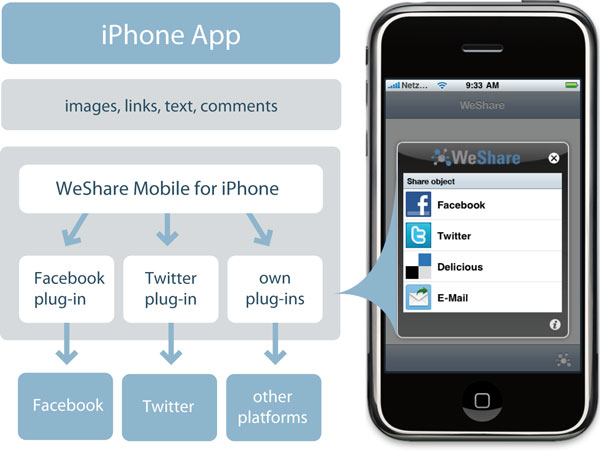 iPhone App
images, links, text, comments
WeShare Mobile for iPhone
Facebook
plug-in
Twitter
plug-in
own
plug-ins
Facebook
Twitter
other
platforms
Netz... 9:33 AM
WeShare
WeShare
Share object
Facebook
Twitter
Delicious
E-Mail